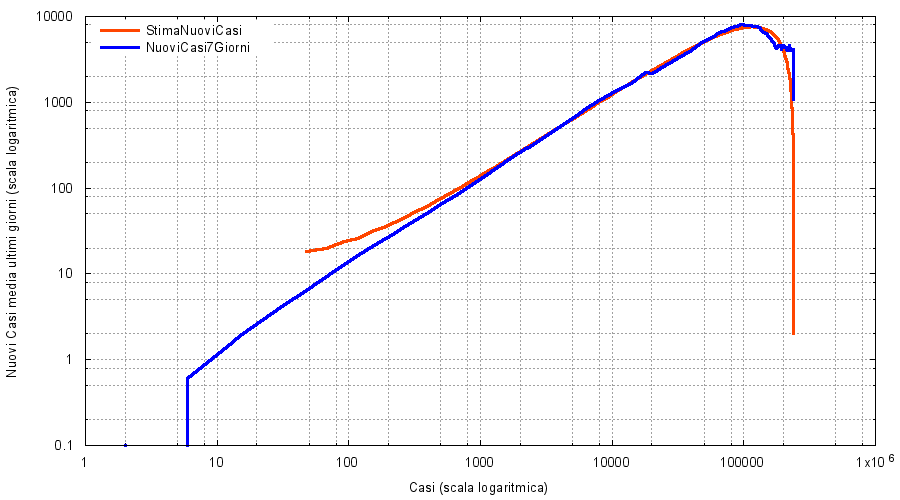 10000
StimaNuoviCasi
NuoviCasi7Giorni
1000
100
10
1
0.1
Nuovi Casi media ultimi giorni (scala logaritmica)
1 10 100 1000 10000 100000 1x10 6
Casi (scala logaritmica)